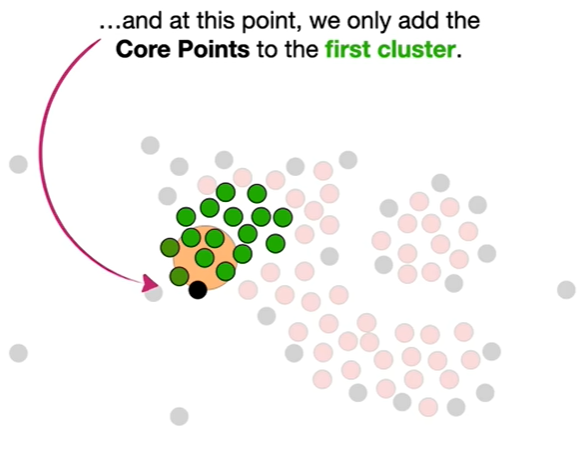 …and at this point, we only add the
Core Points to the first cluster.